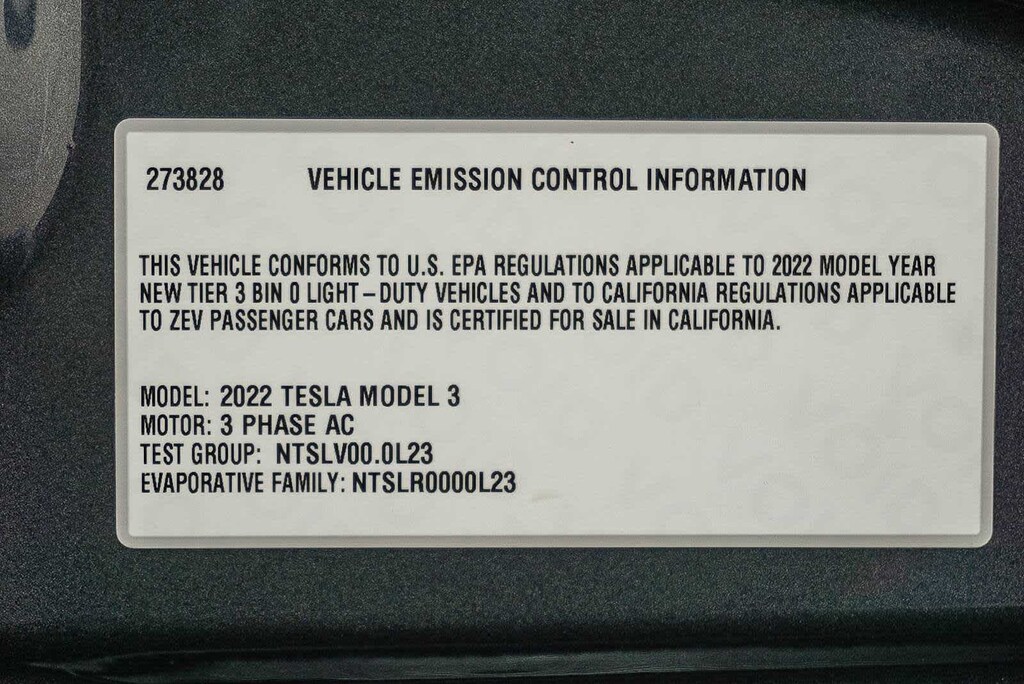 273828 VEHICLE EMISSION CONTROL INFORMATION
THIS VEHICLE CONFORMS TO U.S. EPA REGULATIONS APPLICABLE TO 2022 MODEL YEAR
NEW TIER 3 BIN 0 LIGHT – DUTY VEHICLES AND TO CALIFORNIA REGULATIONS APPLICABLE
TO ZEV PASSENGER CARS AND IS CERTIFIED FOR SALE IN CALIFORNIA.
MODEL: 2022 TESLA MODEL 3
MOTOR: 3 PHASE AC
TEST GROUP: NTSLV00.0L23
EVAPORATIVE FAMILY: NTSLR0000L23